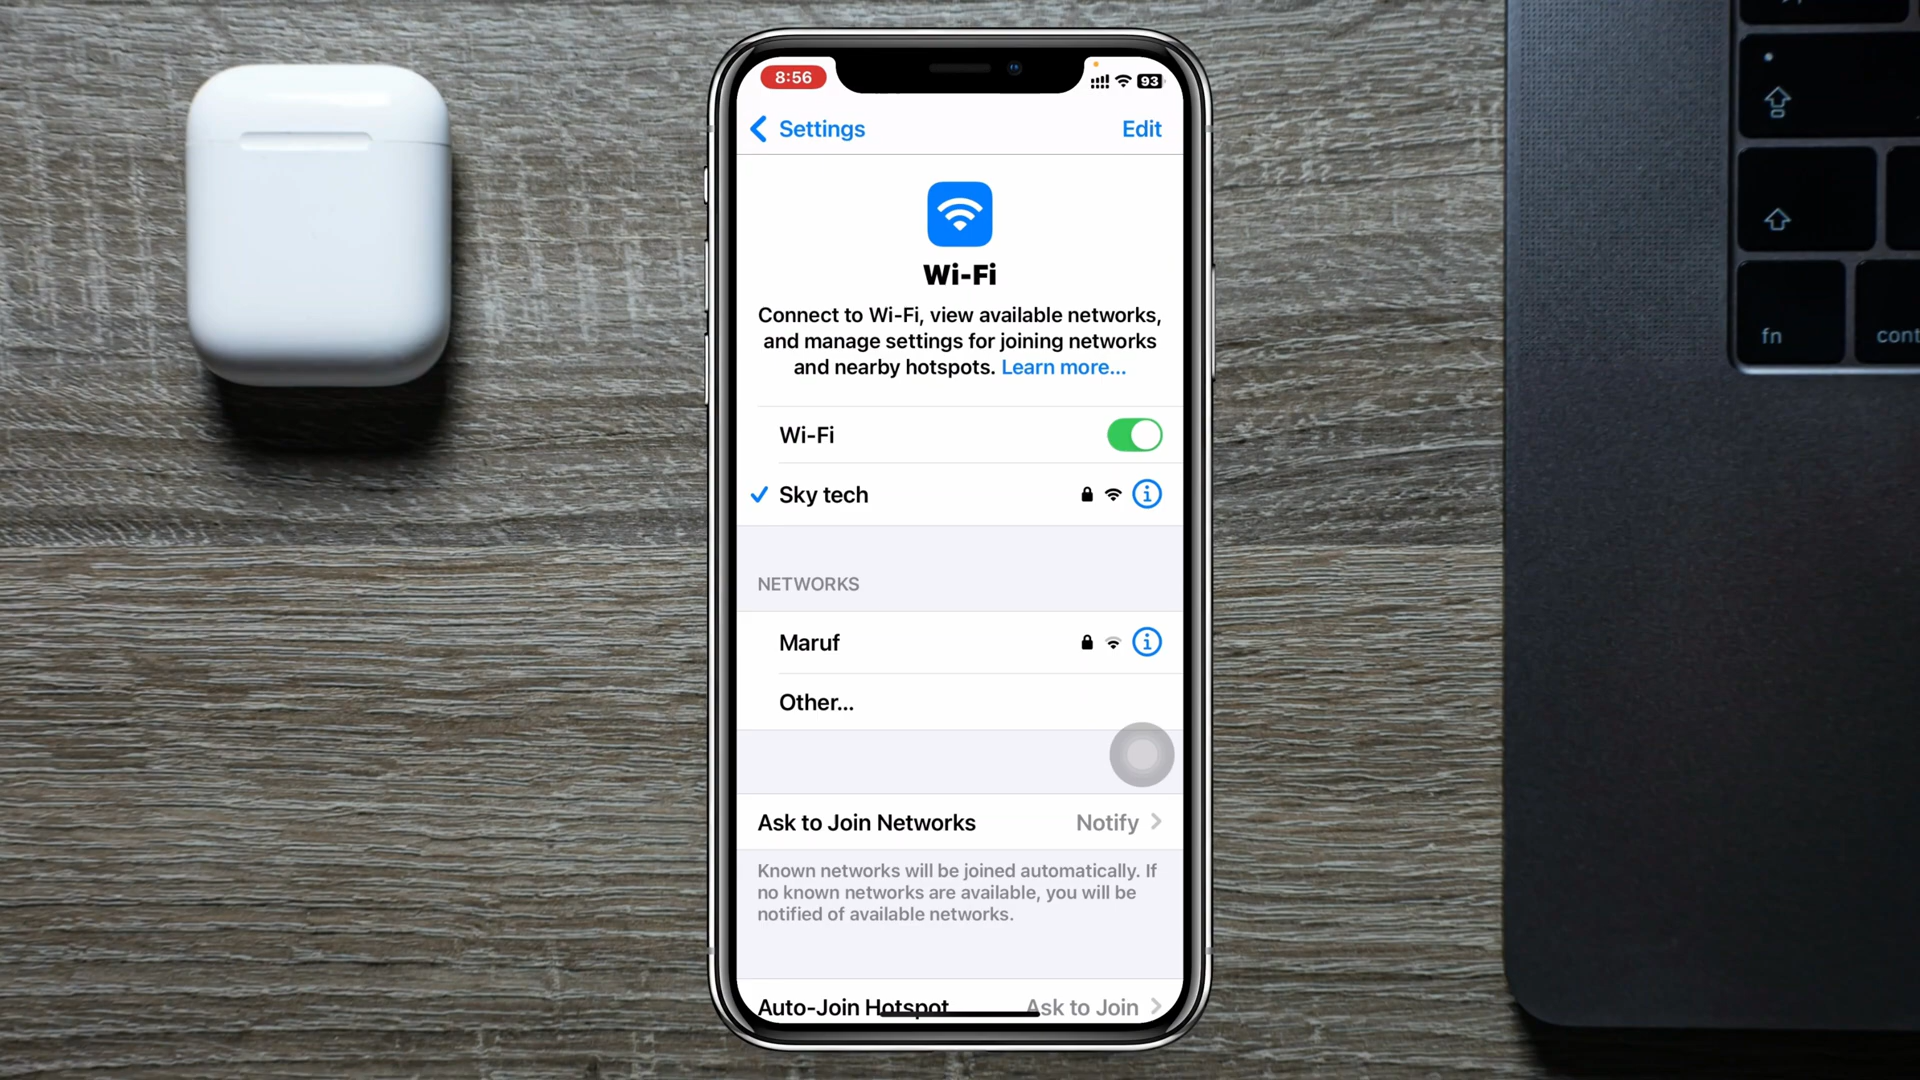 8:56
93
Settings
Edit
Wi-Fi
Connect to Wi-Fi, view available networks,
and manage settings for joining networks
and nearby hotspots. Learn more...
Wi-Fi
Sky tech
NETWORKS
Maruf
Other...
Ask to Join Networks
Notify
Known networks will be joined automatically. If
no known networks are available, you will be
notified of available networks.
Auto-Join Hotspot
Ask to Join
fn
cont